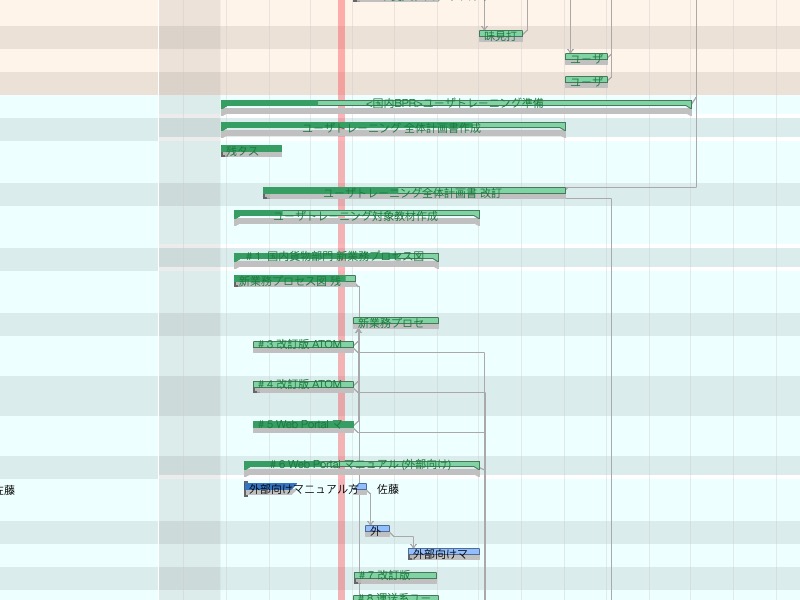 味見打
ユーザ
ユーザ
<国内BPR>ユーザトレーニング準備
ユーザトレーニング 全体計画書作成
残タス
ユーザトレーニング全体計画書 改訂
ユーザトレーニング対象教材作成
#1 国内貨物部門 新業務プロセス図
新業務プロセス図 残
新業務プロセ
#3 改訂版 ATOM
#4 改訂版 ATOM
#5 Web Portal マ
#6 Web Portal マニュアル (外部向け)
佐藤 外部向けマニュアル方 佐藤
外
外部向けマ
#7 改訂版
#8 運送系コー